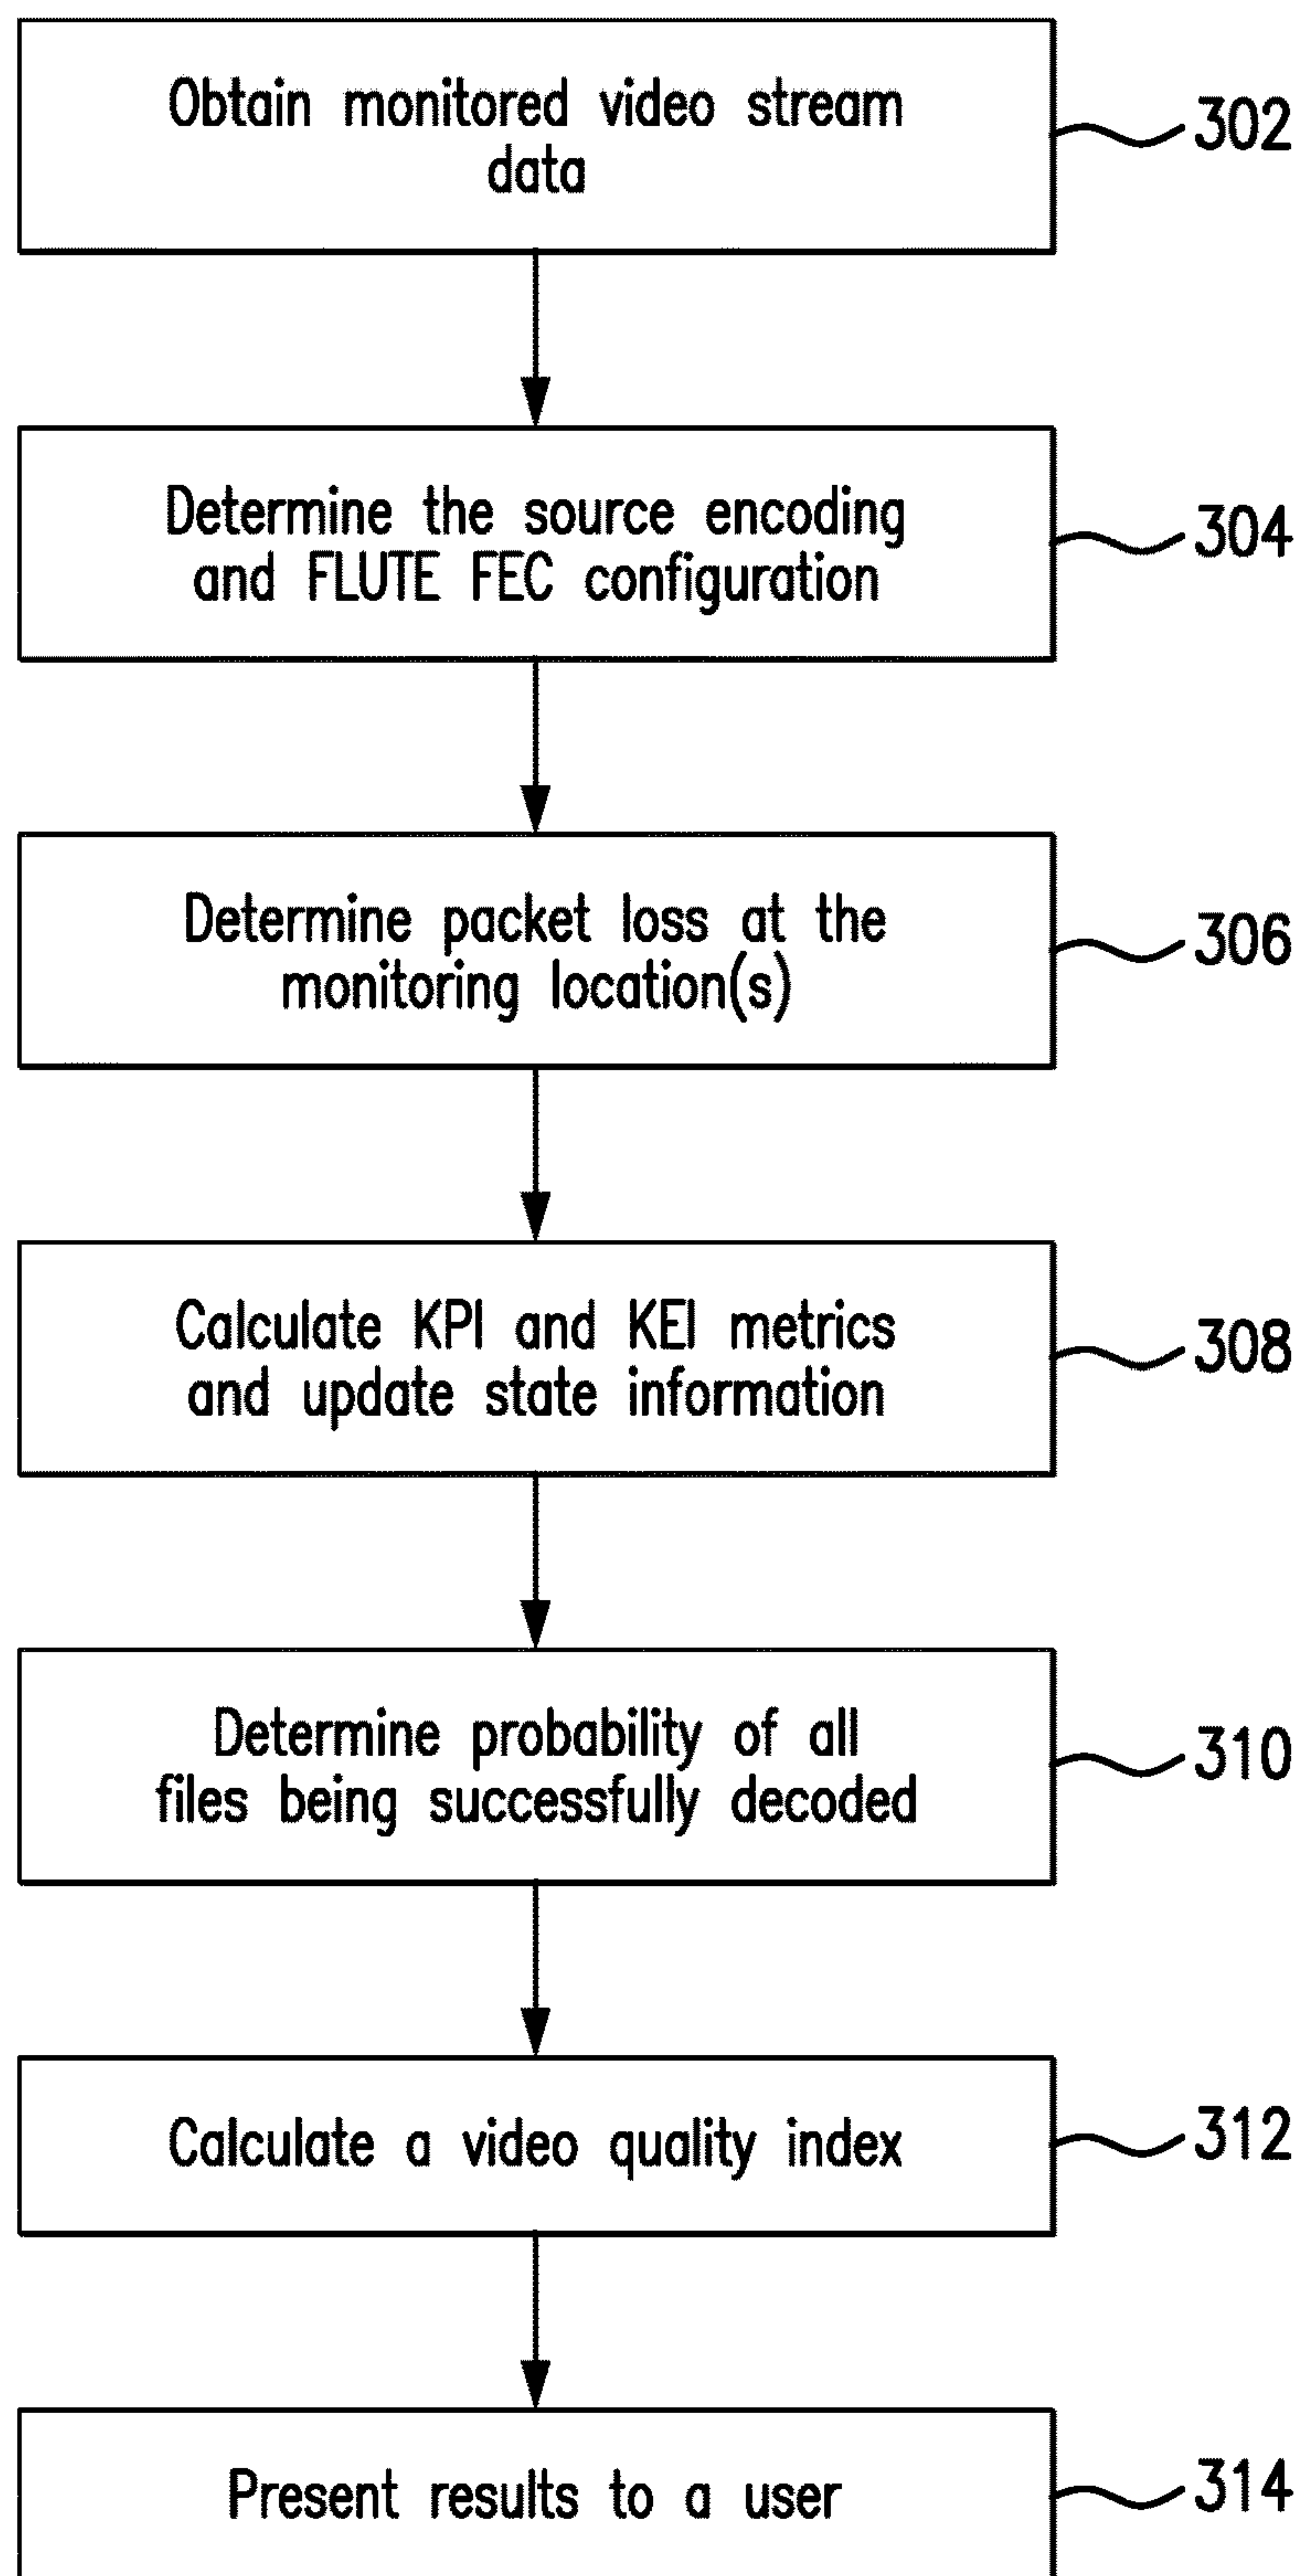 Obtain monitored video stream
data
302
Determine the source encoding
and FLUTE FEC configuration
304
Determine packet loss at the
monitoring location(s)
306
Calculate KPI and KEI metrics
and update state information
308
Determine probability of all
files being successfully decoded
310
Calculate a video quality index
312
Present results to a user
314